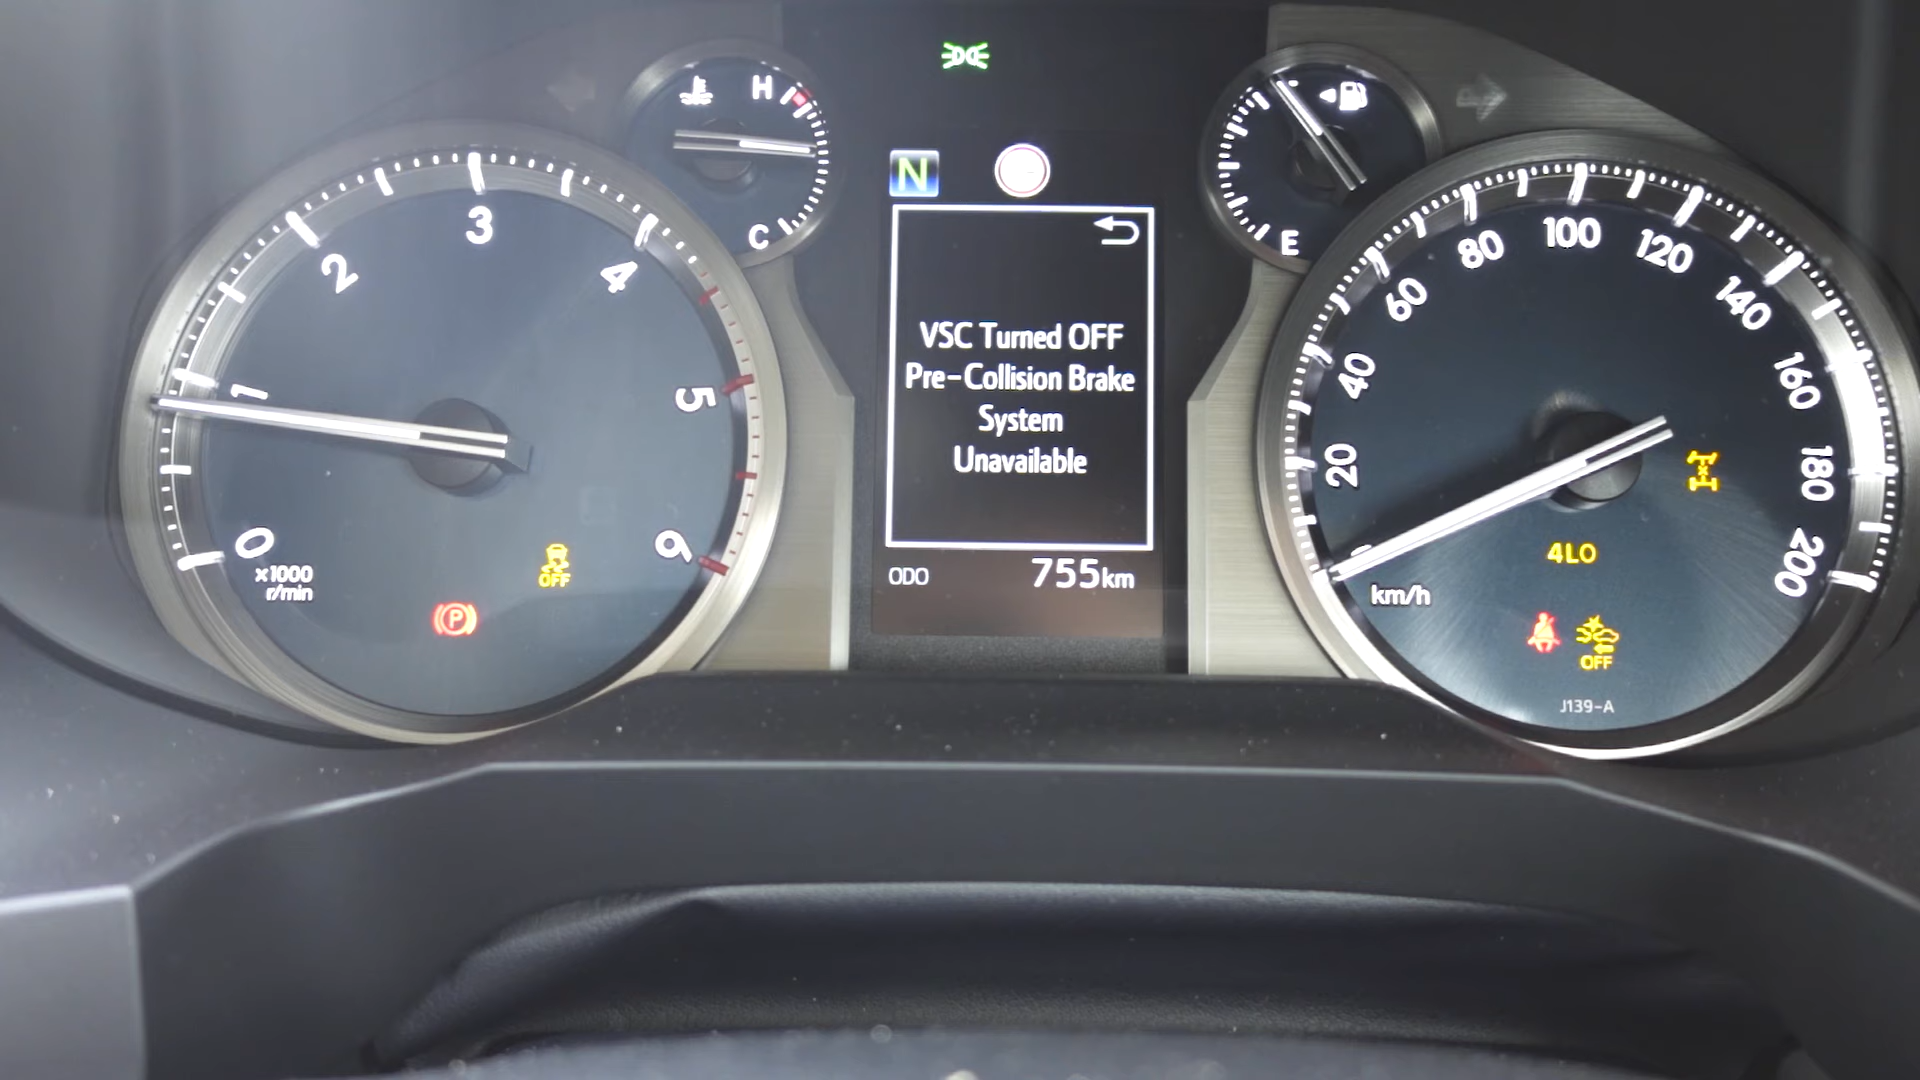 H
C
N
VSC Turned OFF
Pre-Collision Brake
System
Unavailable
ODO 755km
0
1
2
3
4
5
6
x1000
r/min
OFF
P
E
20
40
60
80
100
120
140
160
180
200
km/h
4LO
OFF
J139-A